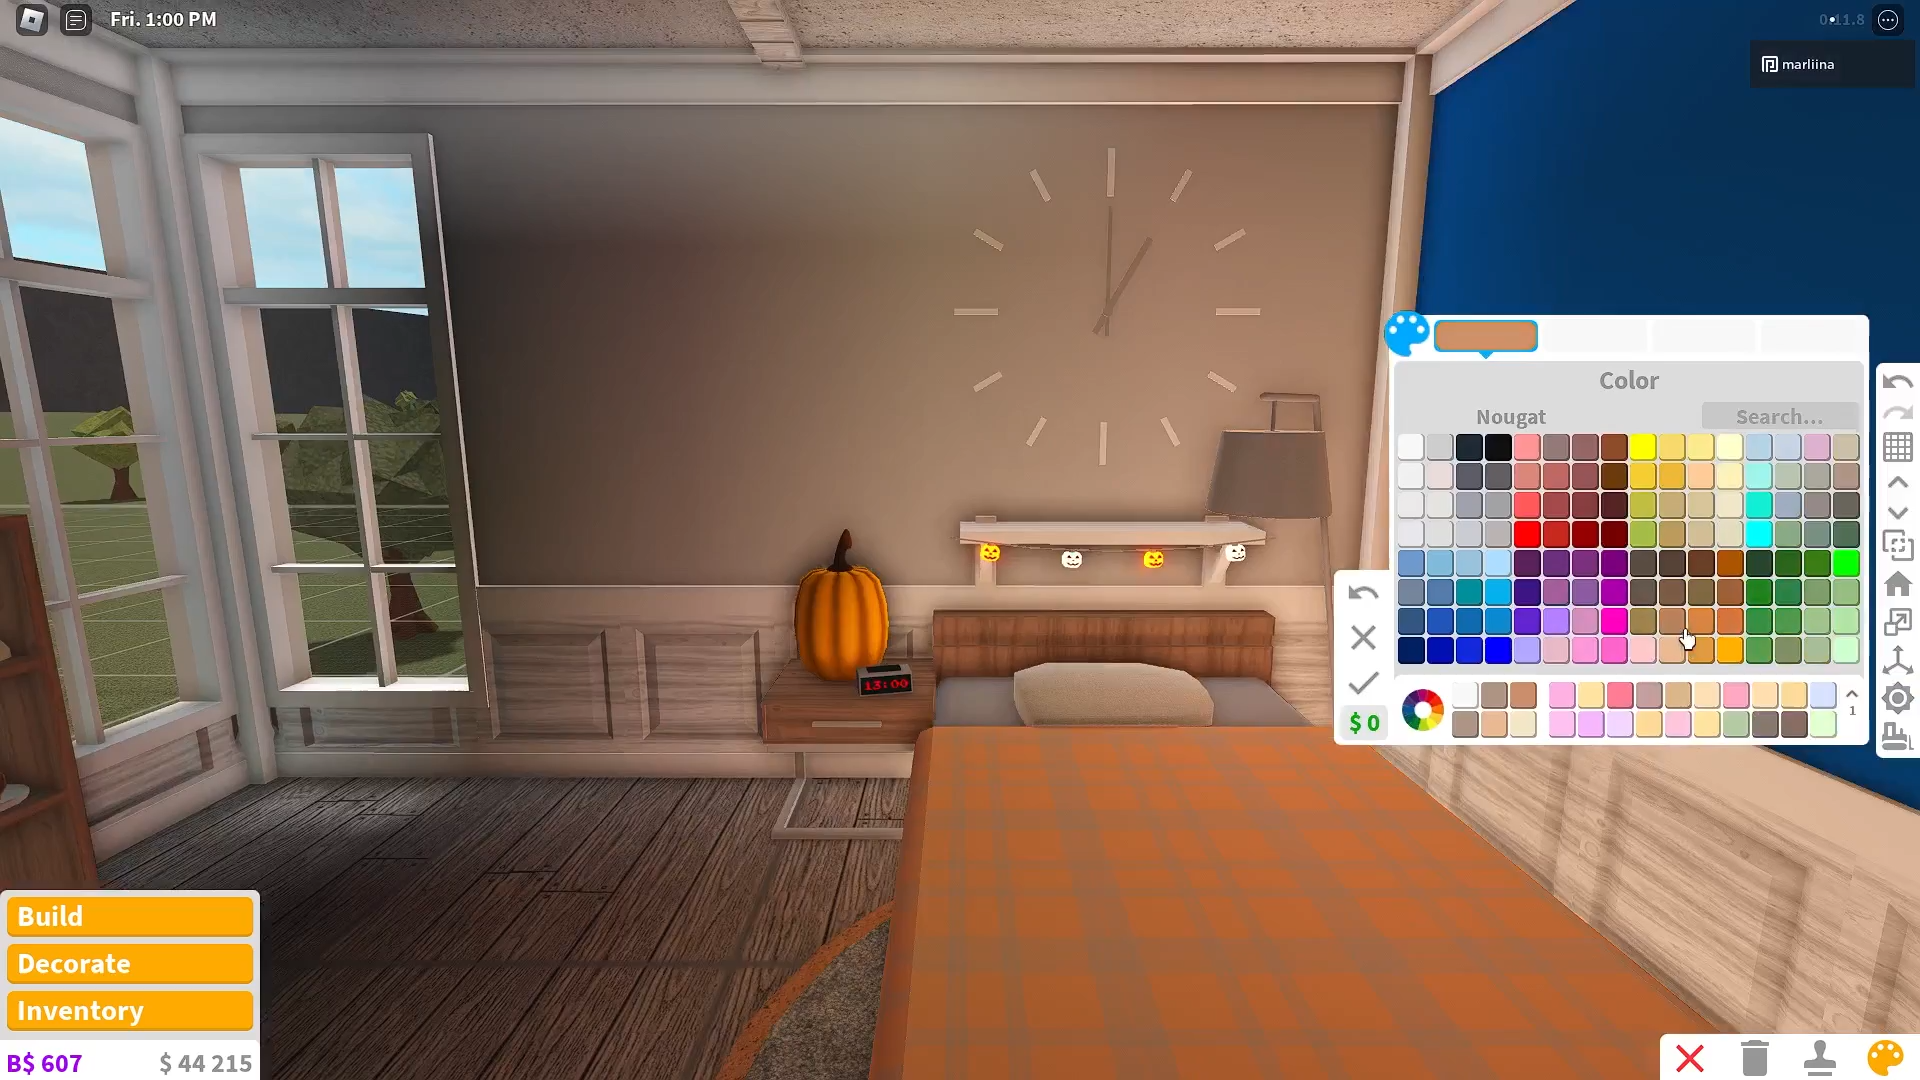 Fri. 1:00 PM
marliina
Color
Nougat
Search...
13:00
$ 0
1
Build
Decorate
Inventory
B$ 607
$ 44 215